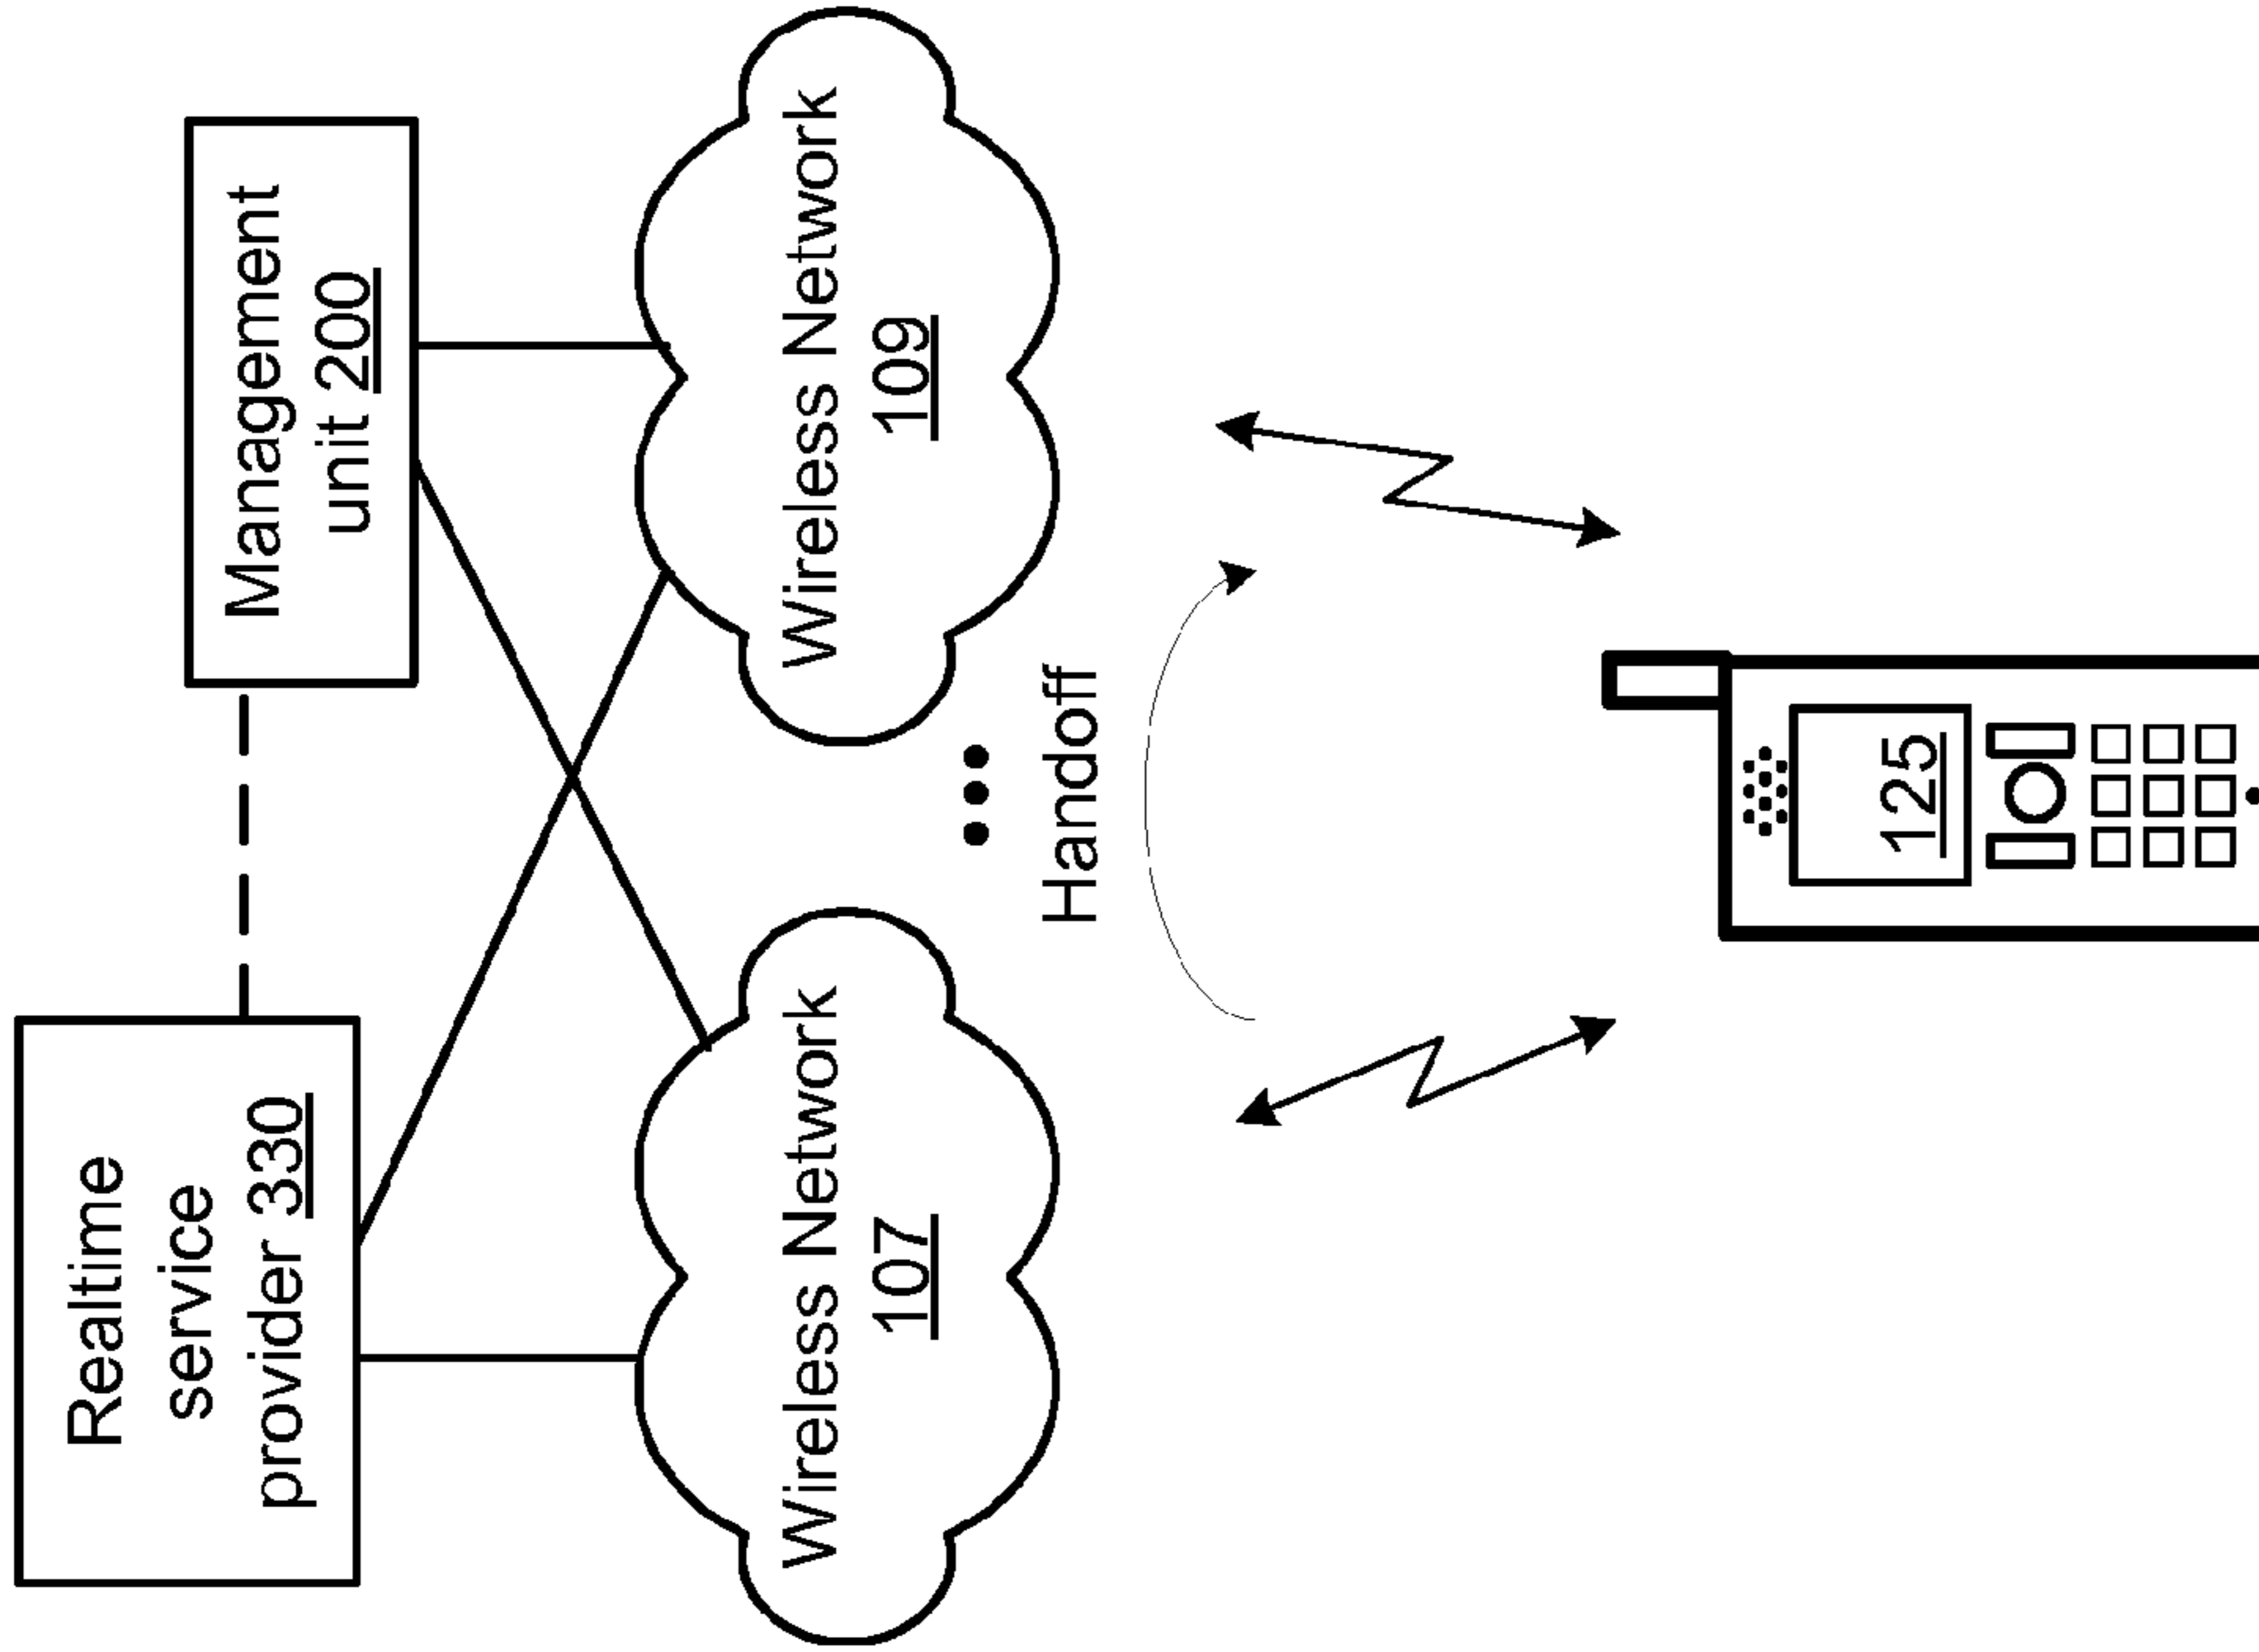 Realtime
service
provider 330
Management
unit 200
Wireless Network
107
Wireless Network
109
Handoff
125